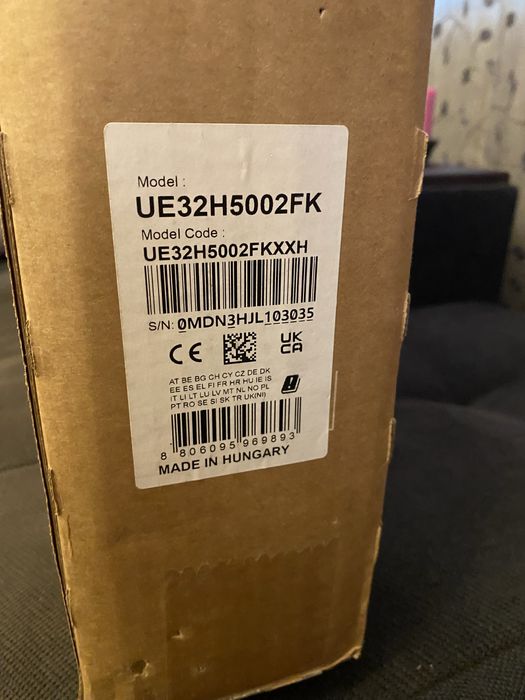 Model :
UE32H5002FK
Model Code :
UE32H5002FKXXH
S/N: 0MDN3HJL103035
CE UK CA
AT BE BG CH CY CZ DE DK
EE ES EL FI FR HR HU IE IS
IT LI LT LU LV MT NL NO PL
PT RO SE SI SK TR UK(NI)
8 806095 969893
MADE IN HUNGARY